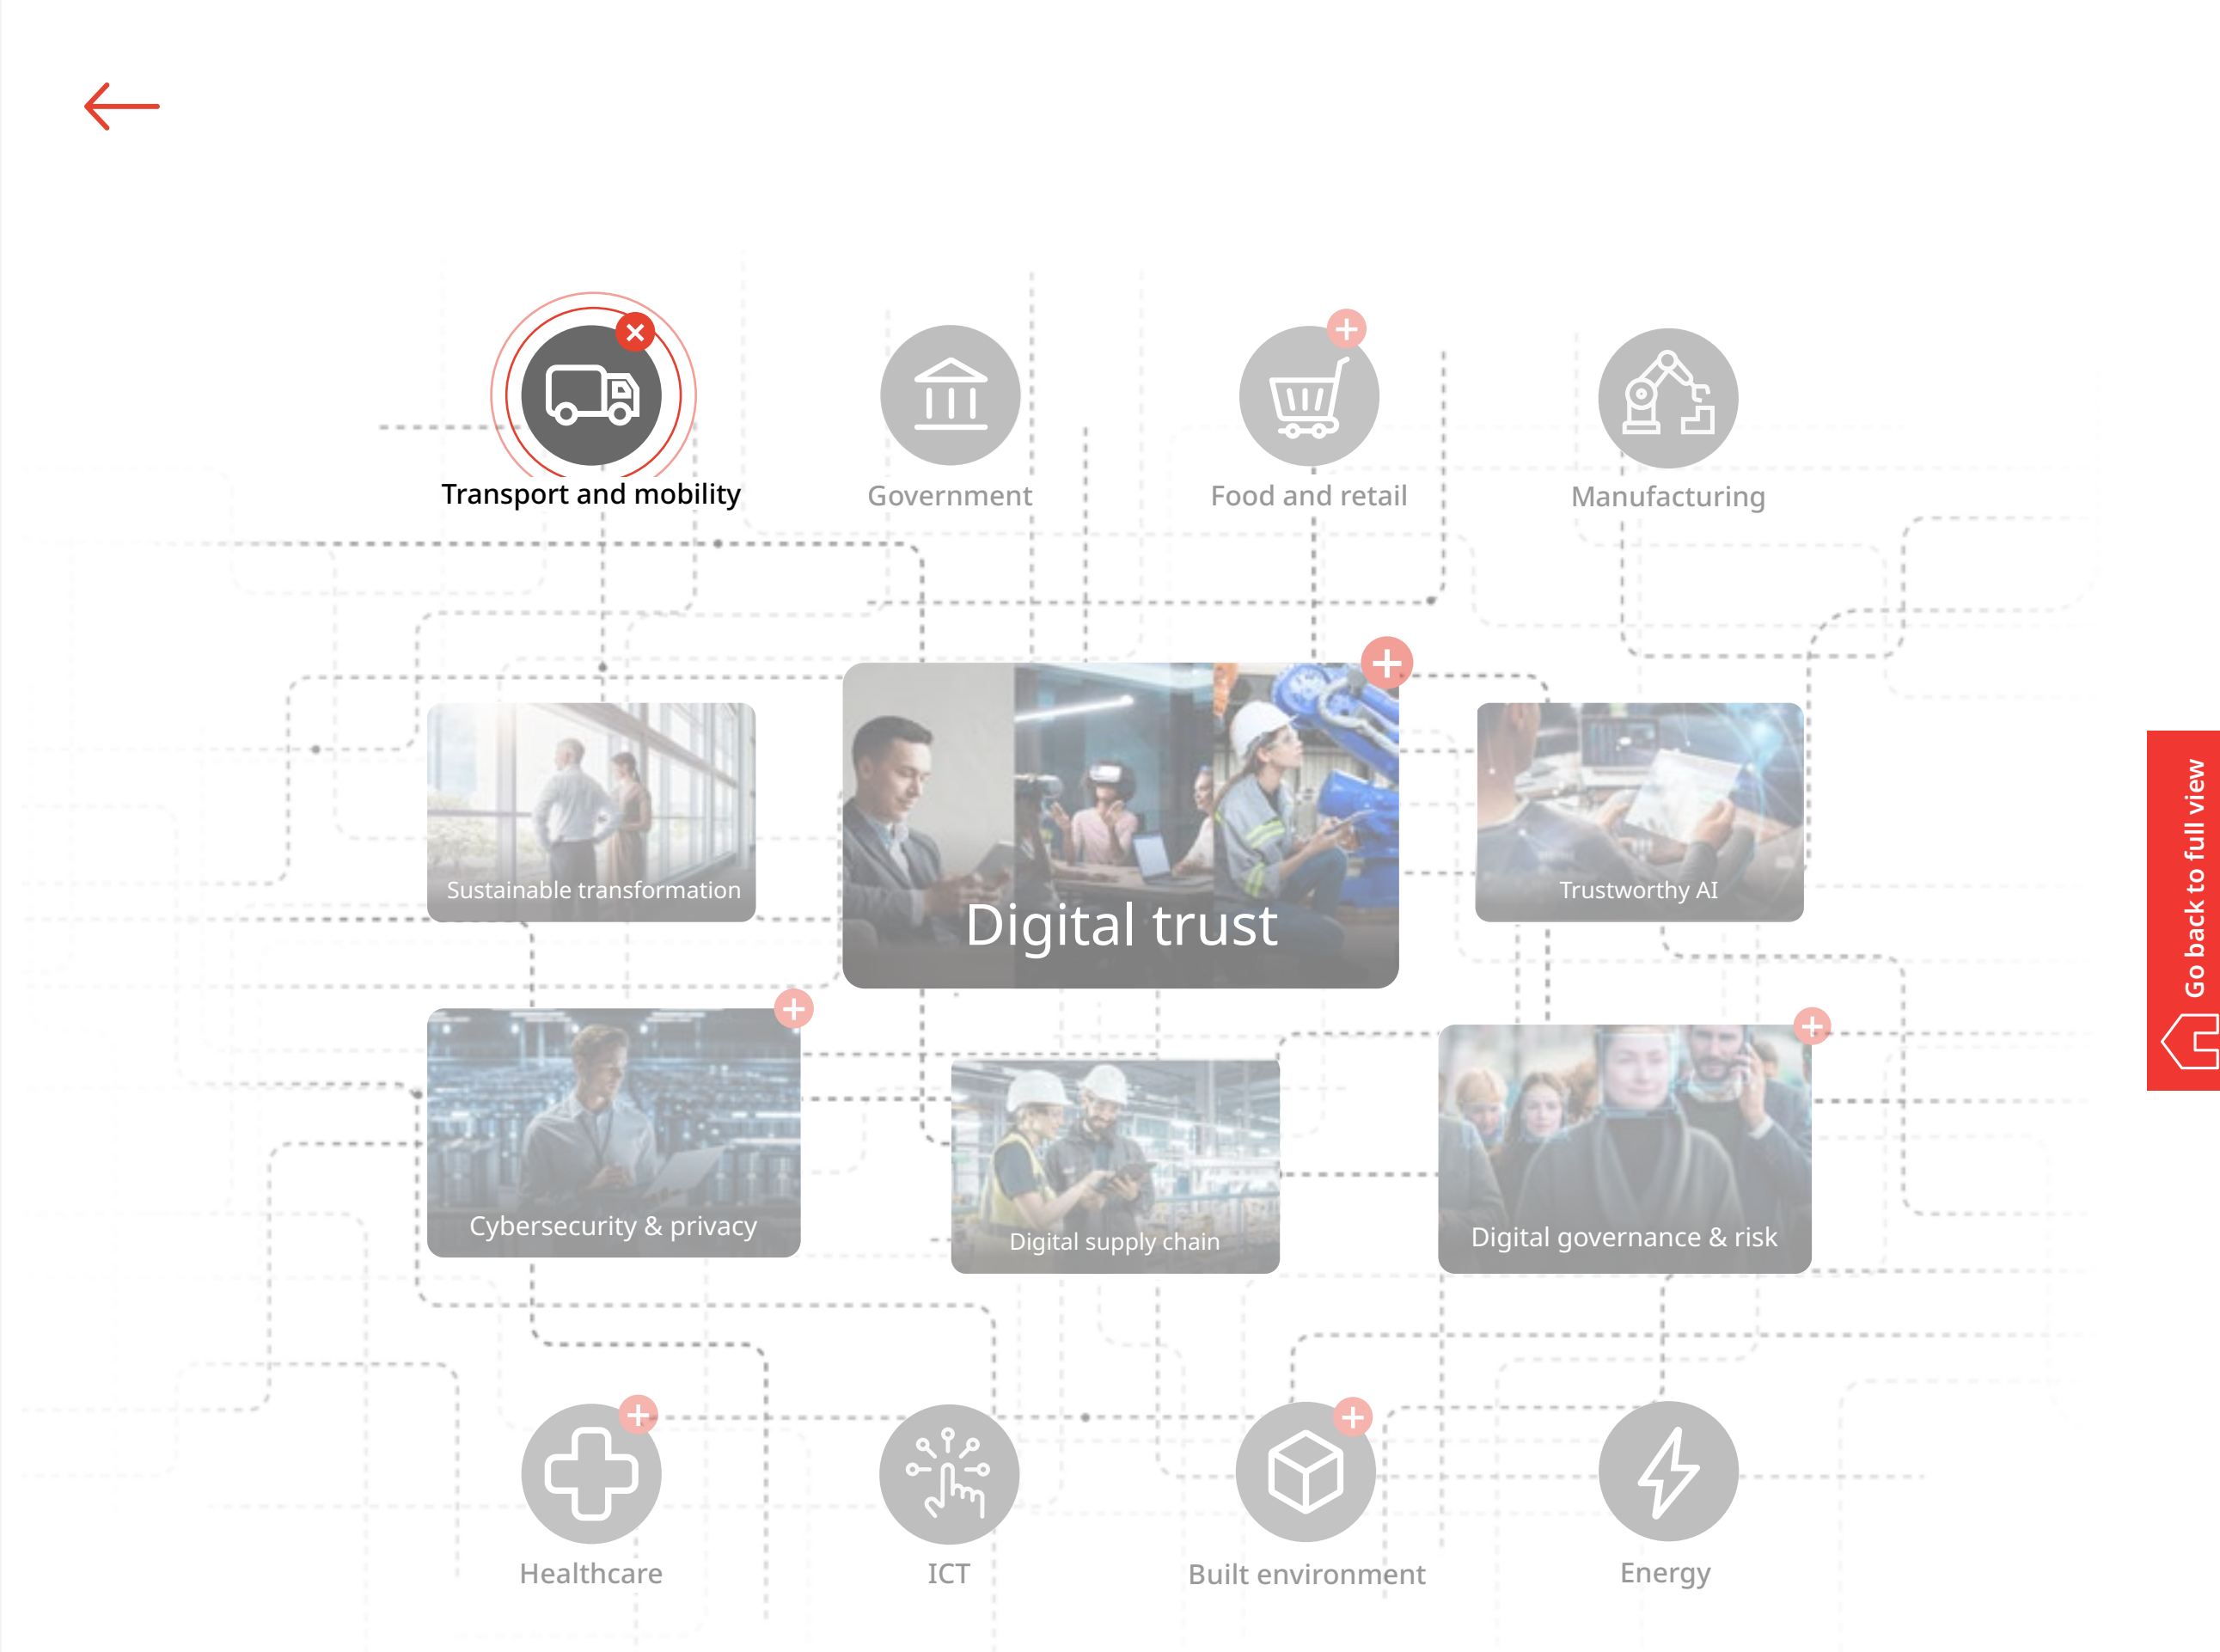 Transport and mobility
Government
Food and retail
Manufacturing
Sustainable transformation
Digital trust
Trustworthy AI
Go back to full view
Cybersecurity & privacy
Digital supply chain
Digital governance & risk
Healthcare
ICT
Built environment
Energy